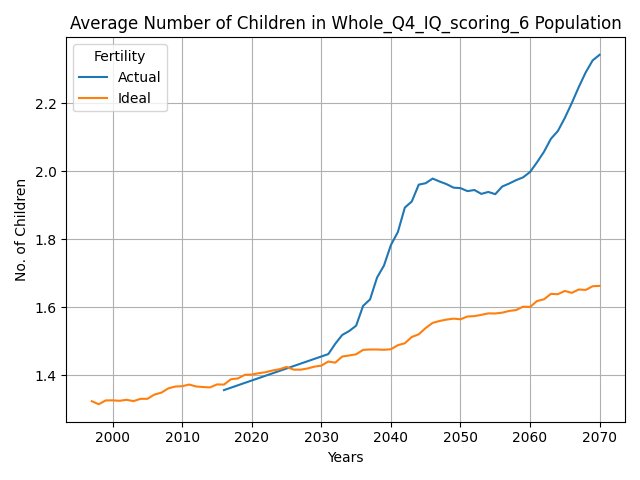 Average Number of Children in Whole_Q4_IQ_scoring_6 Population
Fertility
Actual
Ideal
No. of Children
2.2
2.0
1.8
1.6
1.4
2000 2010 2020 2030 2040 2050 2060 2070
Years